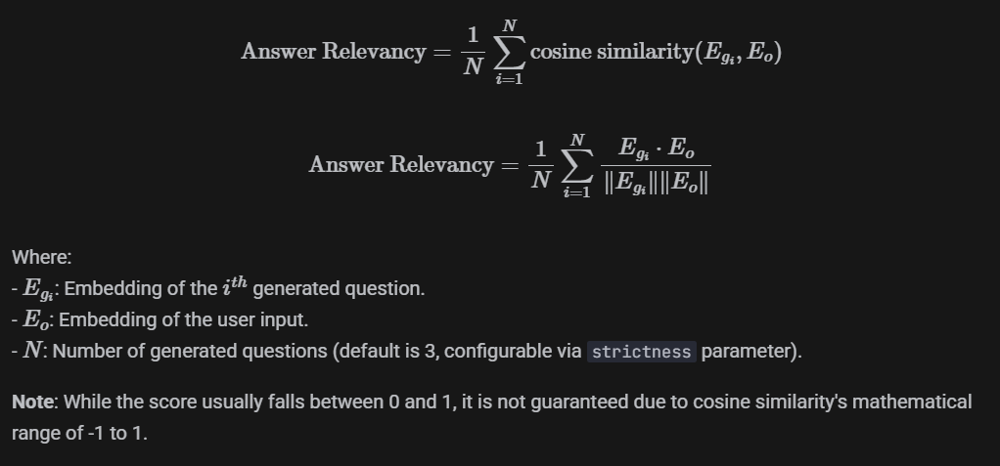 Answer Relevancy = \frac{1}{N} \sum_{i=1}^{N} cosine similarity(E_{g_i}, E_o)
Answer Relevancy = \frac{1}{N} \sum_{i=1}^{N} \frac{E_{g_i} \cdot E_o}{\|E_{g_i}\|\|E_o\|}
Where:
- E_{g_i}: Embedding of the i^{th} generated question.
- E_o: Embedding of the user input.
- N: Number of generated questions (default is 3, configurable via strictness parameter).
Note: While the score usually falls between 0 and 1, it is not guaranteed due to cosine similarity's mathematical
range of -1 to 1.